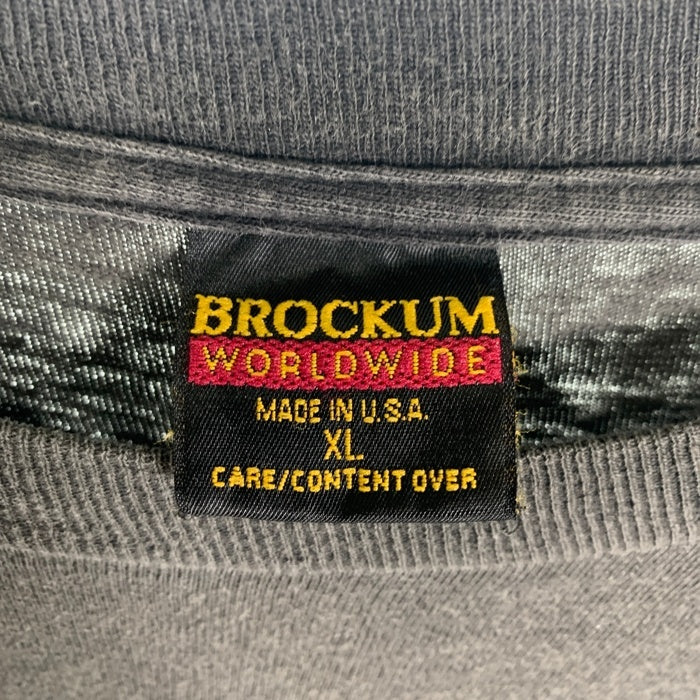 BROCKUM
WORLDWIDE
MADE IN U.S.A.
XL
CARE/CONTENT OVER